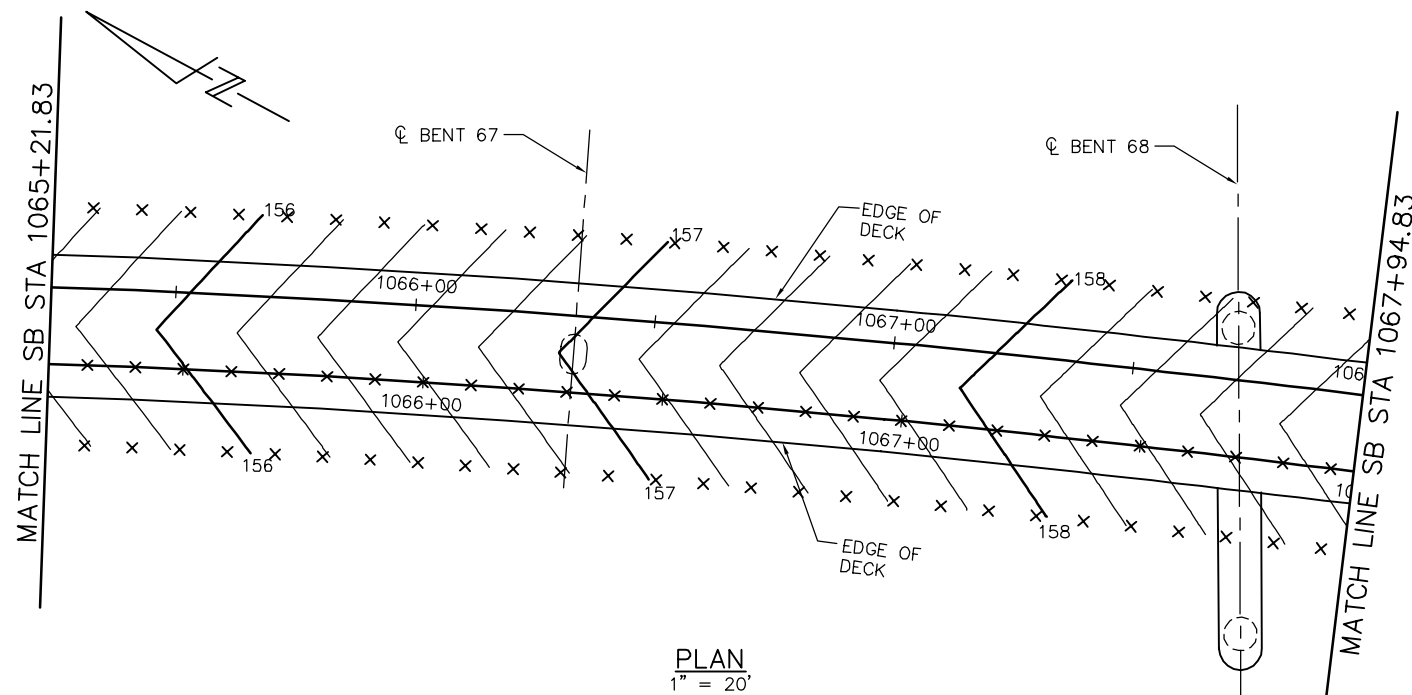 MATCH LINE SB STA 1065+21.83
℄ BENT 67
℄ BENT 68
156
157
EDGE OF
DECK
158
1066+00
1067+00
106
1066+00
1067+00
10
156
157
158
EDGE OF
DECK
MATCH LINE SB STA 1067+94.83
PLAN
1" = 20'